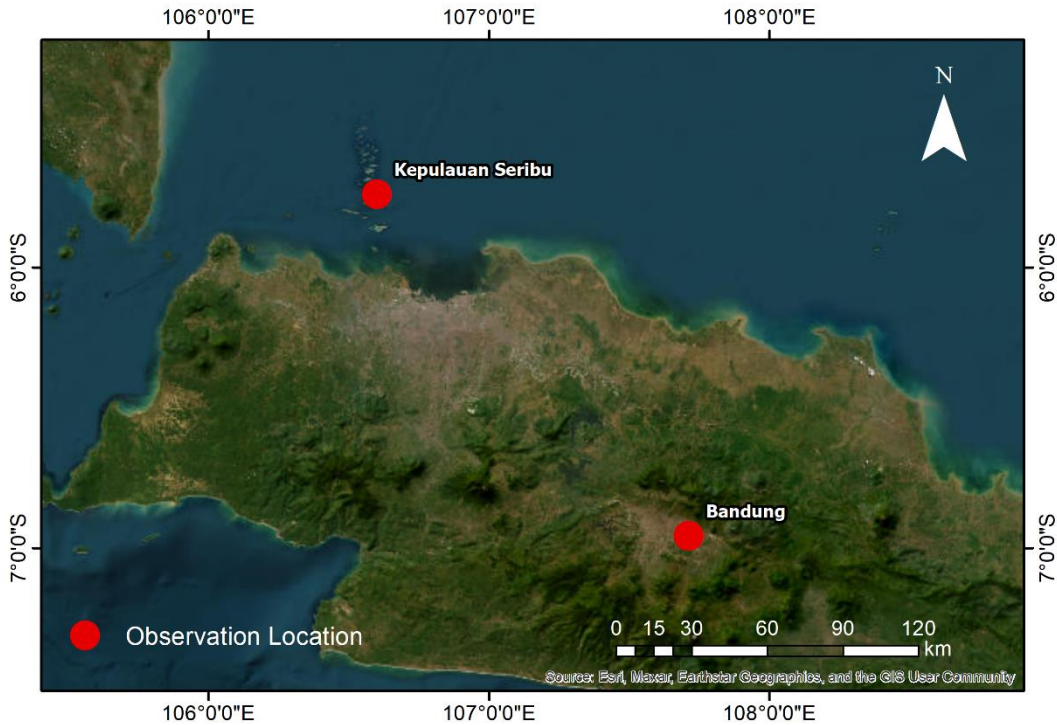 106°0'0"E 107°0'0"E 108°0'0"E
N
Kepulauan Seribu
6°0'0"S 6°0'0"S
Bandung
7°0'0"S 7°0'0"S
Observation Location
0 15 30 60 90 120
km
Source: Esri, Maxar, Earthstar Geographics, and the GIS User Community
106°0'0"E 107°0'0"E 108°0'0"E